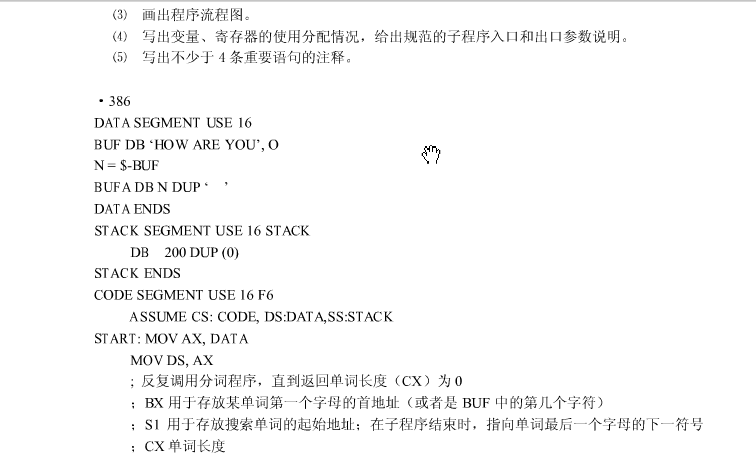 (3) 画出程序流程图。
(4) 写出变量、寄存器的使用分配情况，给出规范的子程序入口和出口参数说明。
(5) 写出不少于 4 条重要语句的注释。
· 386
DATA SEGMENT USE 16
BUF DB ‘HOW ARE YOU’, O
N = $-BUF
BUFA DB N DUP ‘ ’
DATA ENDS
STACK SEGMENT USE 16 STACK
DB 200 DUP (0)
STACK ENDS
CODE SEGMENT USE 16 F6
ASSUME CS: CODE, DS:DATA,SS:STACK
START: MOV AX, DATA
MOV DS, AX
; 反复调用分词程序，直到返回单词长度（CX）为 0
; BX 用于存放某单词第一个字母的首地址（或者是 BUF 中的第几个字符）
; S1 用于存放搜索单词的起始地址；在子程序结束时，指向单词最后一个字母的下一符号
; CX 单词长度